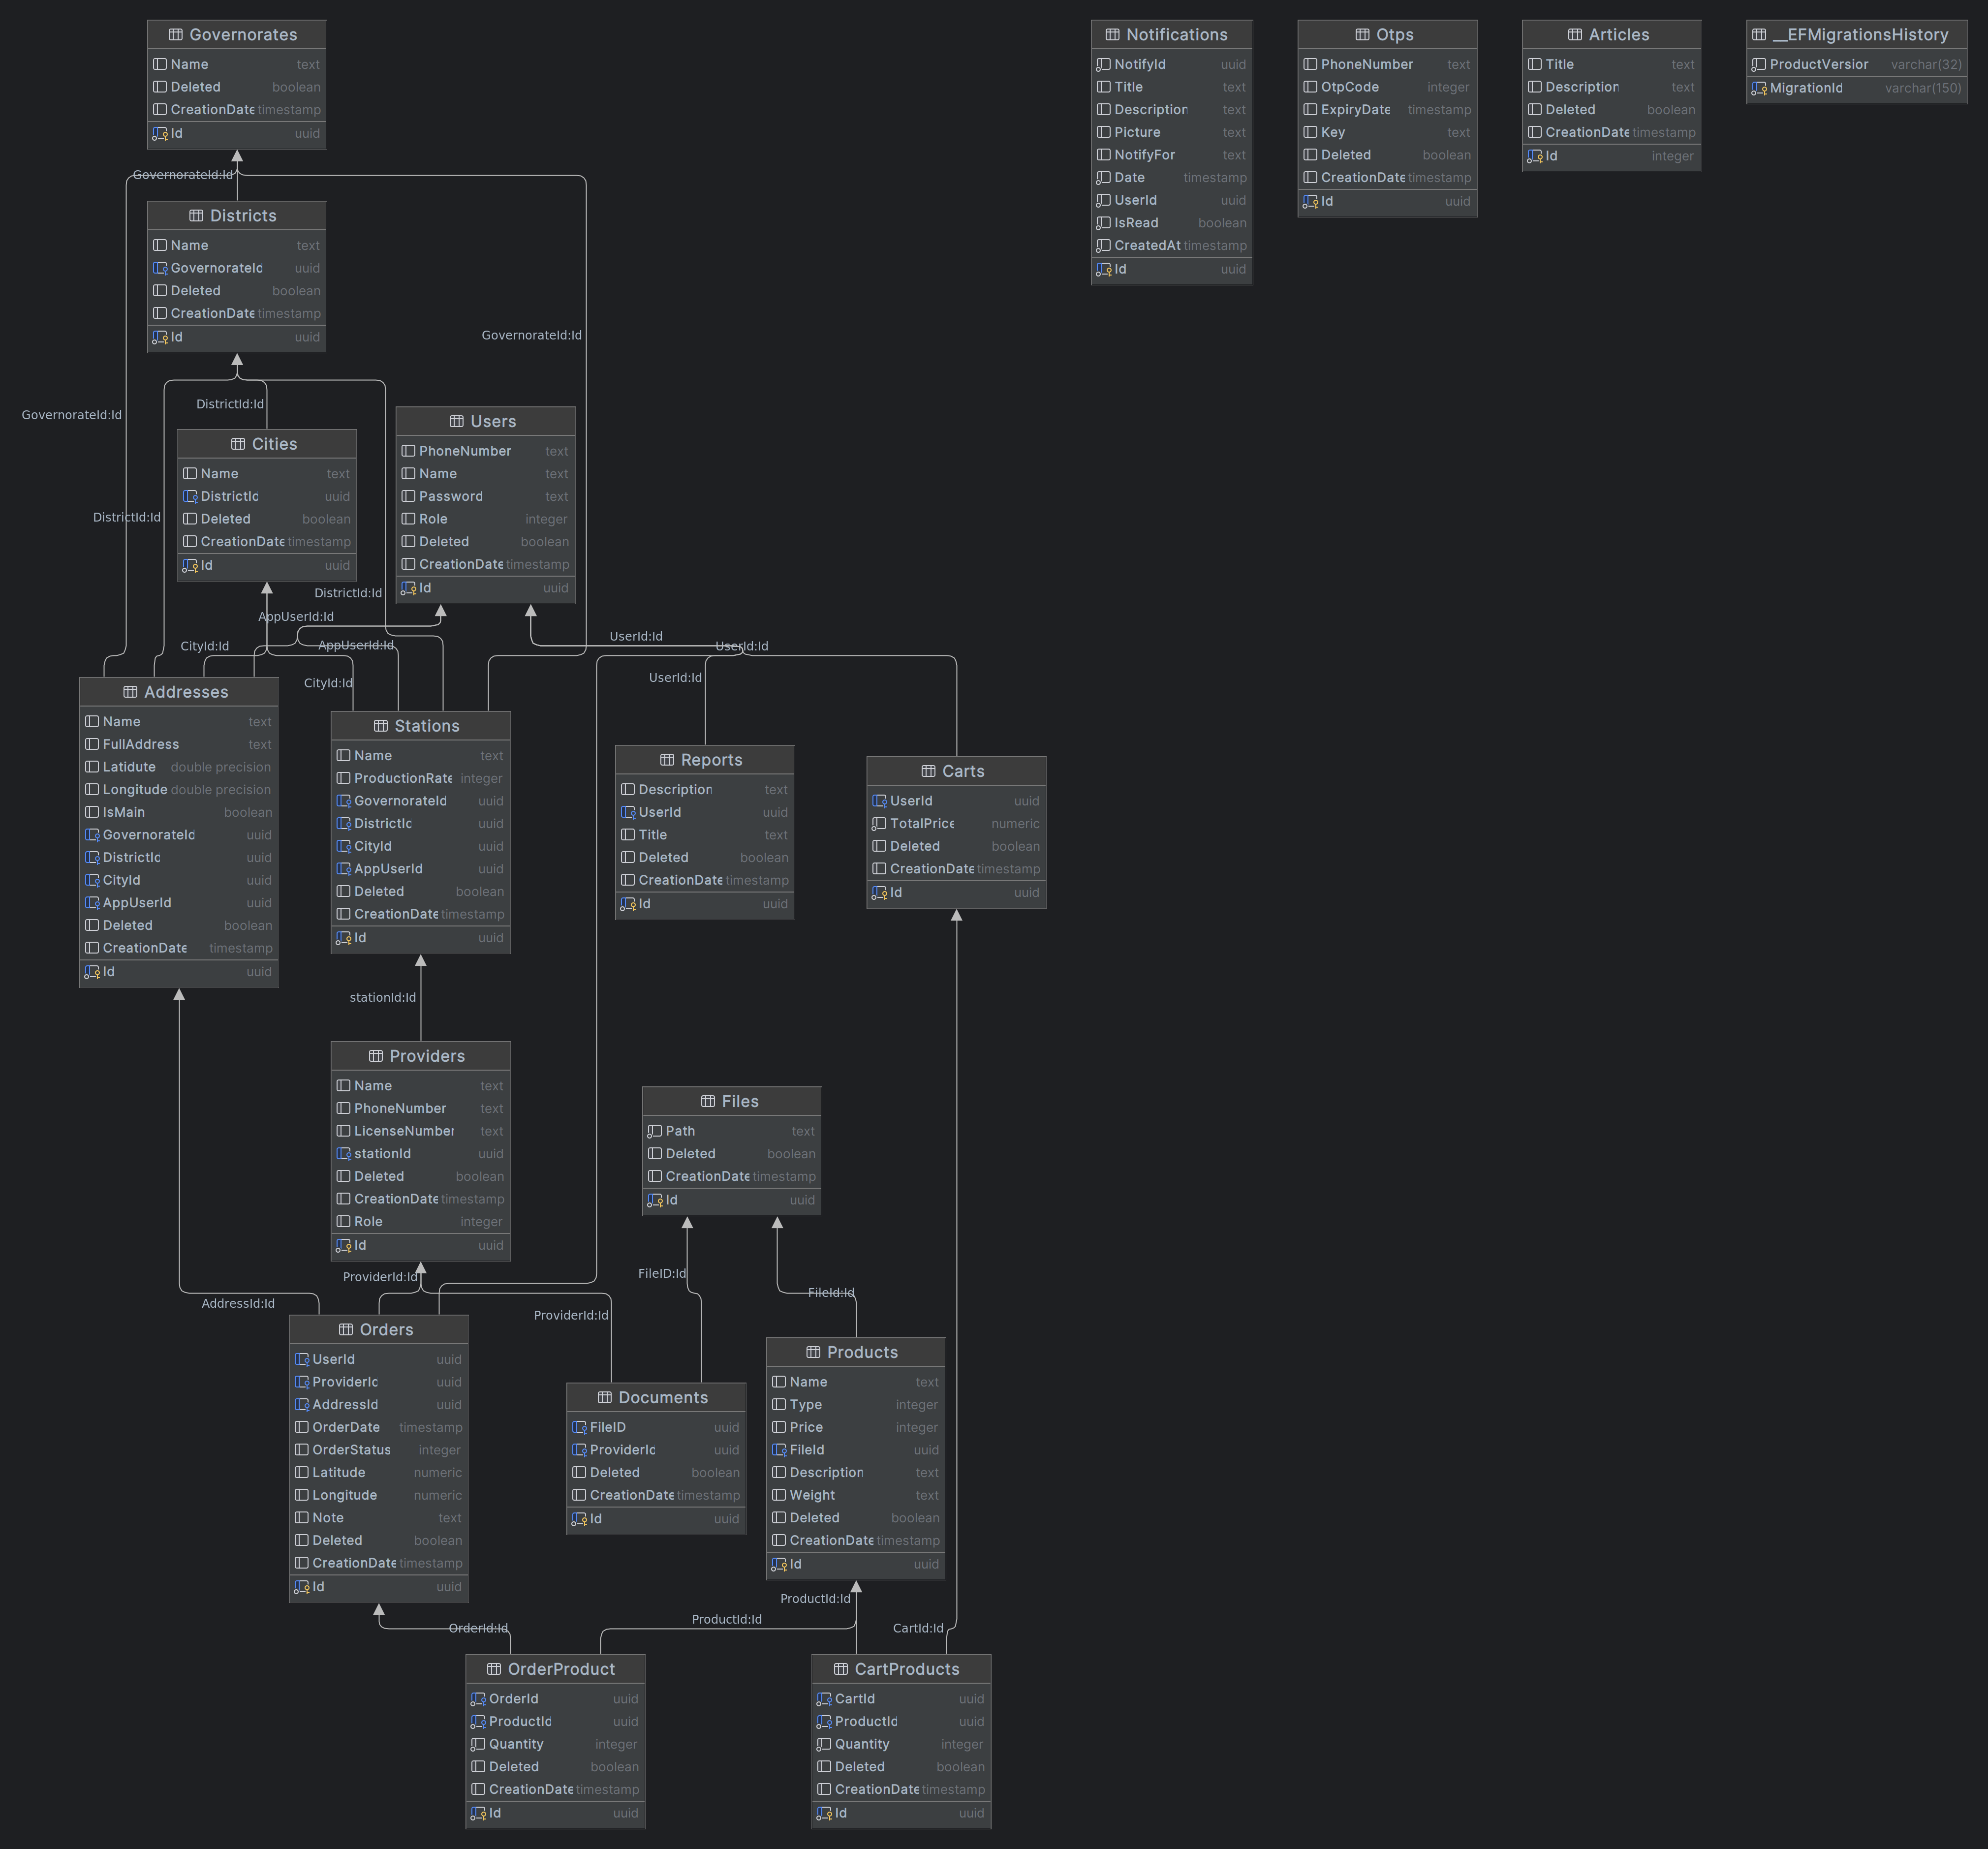 Governorates
Name text
Deleted boolean
CreationDate timestamp
Id uuid
Notifications
NotifyId uuid
Title text
Description text
Picture text
NotifyFor text
Date timestamp
UserId uuid
IsRead boolean
CreatedAt timestamp
Id uuid
Otps
PhoneNumber text
OtpCode integer
ExpiryDate timestamp
Key text
Deleted boolean
CreationDate timestamp
Id uuid
Articles
Title text
Description text
Deleted boolean
CreationDate timestamp
Id integer
__EFMigrationsHistory
ProductVersior varchar(32)
MigrationId varchar(150)
GovernorateId:Id
Districts
Name text
GovernorateId uuid
Deleted boolean
CreationDate timestamp
Id uuid
GovernorateId:Id
GovernorateId:Id
DistrictId:Id
DistrictId:Id
Cities
Name text
DistrictIc uuid
Deleted boolean
CreationDate timestamp
Id uuid
Users
PhoneNumber text
Name text
Password text
Role integer
Deleted boolean
CreationDate timestamp
Id uuid
DistrictId:Id
AppUserId:Id
CityId:Id
AppUserId:Id
UserId:Id
UserId:Id
CityId:Id
UserId:Id
Addresses
Name text
FullAddress text
Latidute double precision
Longitude double precision
IsMain boolean
GovernorateId uuid
DistrictIc uuid
CityId uuid
AppUserId uuid
Deleted boolean
CreationDate timestamp
Id uuid
Stations
Name text
ProductionRate integer
GovernorateId uuid
DistrictIc uuid
CityId uuid
AppUserId uuid
Deleted boolean
CreationDate timestamp
Id uuid
Reports
Description text
UserId uuid
Title text
Deleted boolean
CreationDate timestamp
Id uuid
Carts
UserId uuid
TotalPrice numeric
Deleted boolean
CreationDate timestamp
Id uuid
stationId:Id
Providers
Name text
PhoneNumber text
LicenseNumber text
stationId uuid
Deleted boolean
CreationDate timestamp
Role integer
Id uuid
Files
Path text
Deleted boolean
CreationDate timestamp
Id uuid
ProviderId:Id
FileID:Id
FileId:Id
AddressId:Id
ProviderId:Id
Orders
UserId uuid
ProviderIc uuid
AddressId uuid
OrderDate timestamp
OrderStatus integer
Latitude numeric
Longitude numeric
Note text
Deleted boolean
CreationDate timestamp
Id uuid
Documents
FileID uuid
ProviderIc uuid
Deleted boolean
CreationDate timestamp
Id uuid
Products
Name text
Type integer
Price integer
FileId uuid
Description text
Weight text
Deleted boolean
CreationDate timestamp
Id uuid
ProductId:Id
ProductId:Id
OrderId:Id
CartId:Id
OrderProduct
OrderId uuid
ProductId uuid
Quantity integer
Deleted boolean
CreationDate timestamp
Id uuid
CartProducts
CartId uuid
ProductId uuid
Quantity integer
Deleted boolean
CreationDate timestamp
Id uuid